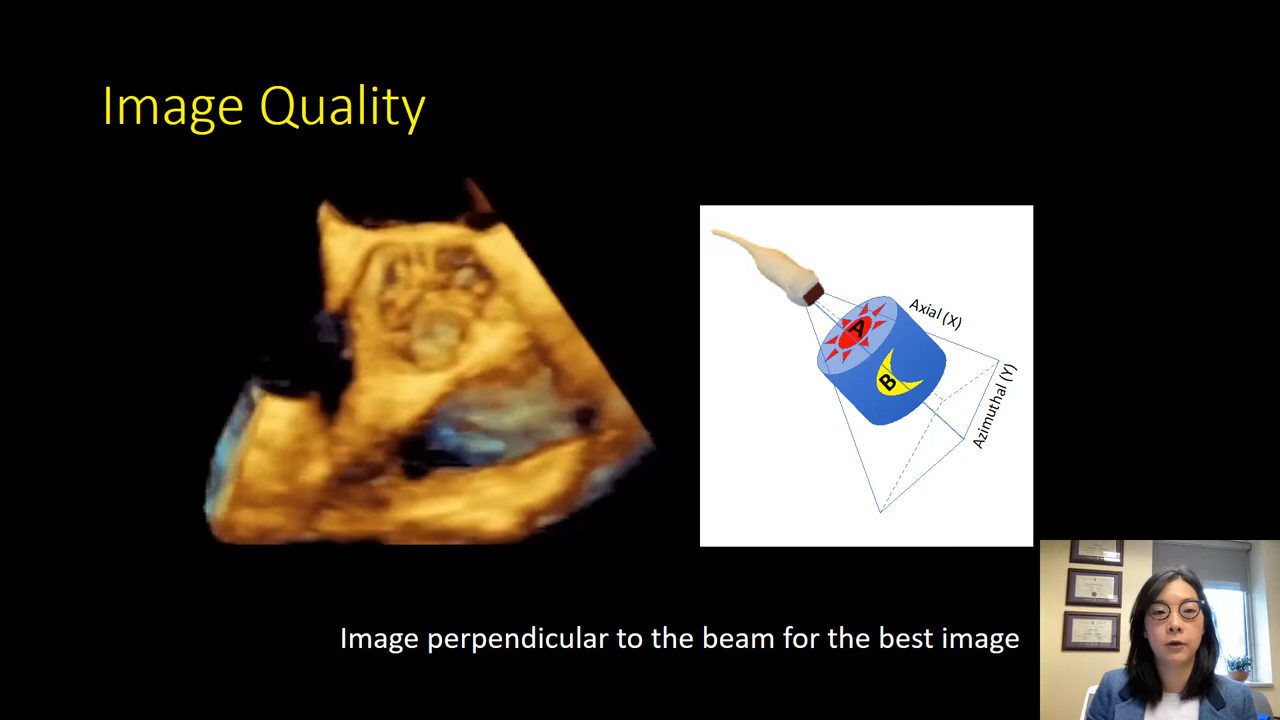 Image Quality
A
Axial (X)
B
Azimuthal (Y)
Image perpendicular to the beam for the best image